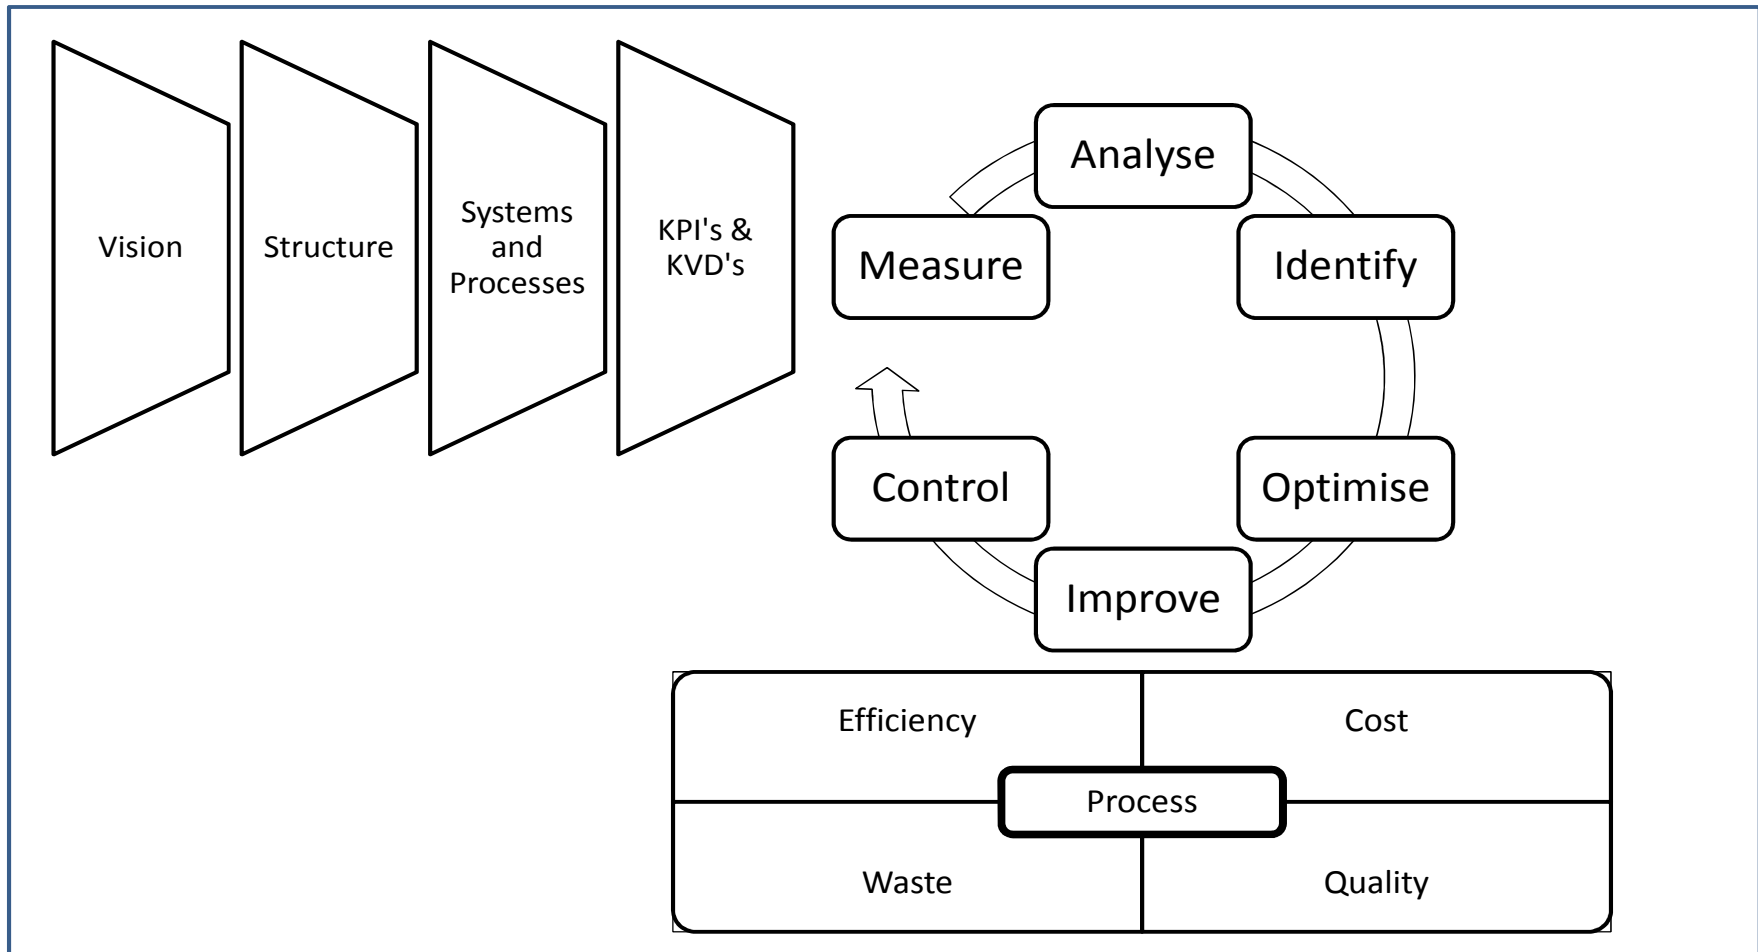 Vision
Structure
Systems
and
Processes
KPI's &
KVD's
Analyse
Measure
Identify
Control
Optimise
Improve
Efficiency
Cost
Process
Waste
Quality